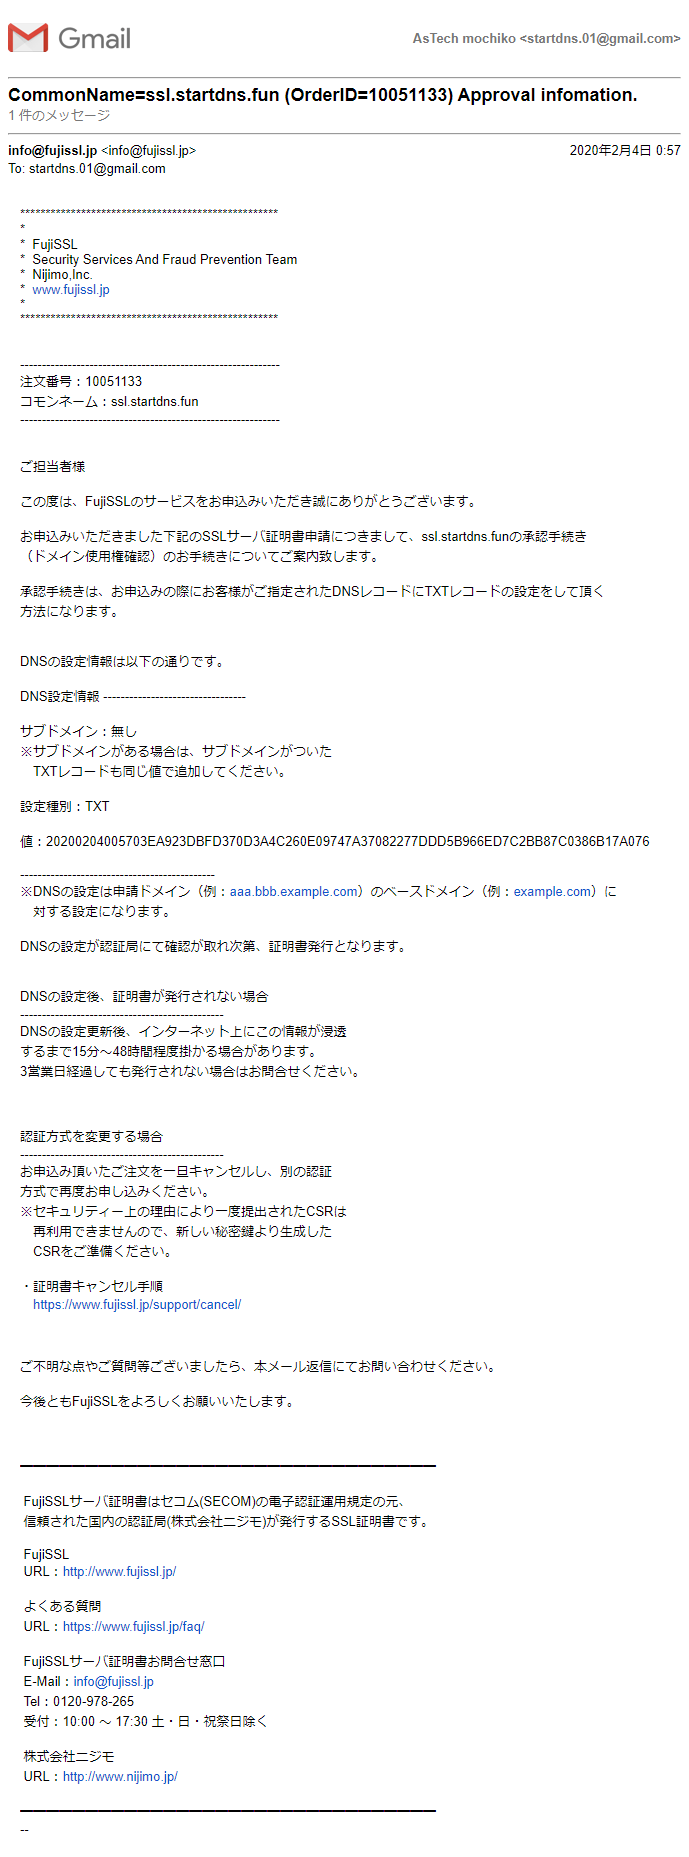 Gmail
AsTech mochiko <startdns.01@gmail.com>
CommonName=ssl.startdns.fun (OrderID=10051133) Approval infomation.
1 件のメッセージ
info@fujissl.jp <info@fujissl.jp> 2020年2月4日 0:57
To: startdns.01@gmail.com
***************************************************
*
* FujiSSL
* Security Services And Fraud Prevention Team
* Nijimo,Inc.
* www.fujissl.jp
*
***************************************************
------------------------------------------------------------
注文番号：10051133
コモンネーム：ssl.startdns.fun
------------------------------------------------------------
ご担当者様
この度は、FujiSSLのサービスをお申込みいただき誠にありがとうございます。
お申込みいただきました下記のSSLサーバ証明書申請につきまして、ssl.startdns.funの承認手続き
（ドメイン使用権確認）のお手続きについてご案内致します。
承認手続きは、お申込みの際にお客様がご指定されたDNSレコードにTXTレコードの設定をして頂く
方法になります。
DNSの設定情報は以下の通りです。
DNS設定情報 ---------------------------------
サブドメイン：無し
※サブドメインがある場合は、サブドメインがついた
TXTレコードも同じ値で追加してください。
設定種別：TXT
値：20200204005703EA923DBFD370D3A4C260E09747A37082277DDD5B966ED7C2BB87C0386B17A076
---------------------------------------------
※DNSの設定は申請ドメイン（例：aaa.bbb.example.com）のベースドメイン（例：example.com）に
対する設定になります。
DNSの設定が認証局にて確認が取れ次第、証明書発行となります。
DNSの設定後、証明書が発行されない場合
-----------------------------------------------
DNSの設定更新後、インターネット上にこの情報が浸透
するまで15分～48時間程度掛かる場合があります。
3営業日経過しても発行されない場合はお問合せください。
認証方式を変更する場合
-----------------------------------------------
お申込み頂いたご注文を一旦キャンセルし、別の認証
方式で再度お申し込みください。
※セキュリティー上の理由により一度提出されたCSRは
再利用できませんので、新しい秘密鍵より生成した
CSRをご準備ください。
・証明書キャンセル手順
https://www.fujissl.jp/support/cancel/
ご不明な点やご質問等ございましたら、本メール返信にてお問い合わせください。
今後ともFujiSSLをよろしくお願いいたします。
━━━━━━━━━━━━━━━━━━━━━━━━━━━━━━━━
FujiSSLサーバ証明書はセコム(SECOM)の電子認証運用規定の元、
信頼された国内の認証局(株式会社ニジモ)が発行するSSL証明書です。
FujiSSL
URL：http://www.fujissl.jp/
よくある質問
URL：https://www.fujissl.jp/faq/
FujiSSLサーバ証明書お問合せ窓口
E-Mail：info@fujissl.jp
Tel：0120-978-265
受付：10:00 ～ 17:30 土・日・祝祭日除く
株式会社ニジモ
URL：http://www.nijimo.jp/
━━━━━━━━━━━━━━━━━━━━━━━━━━━━━━━━
--